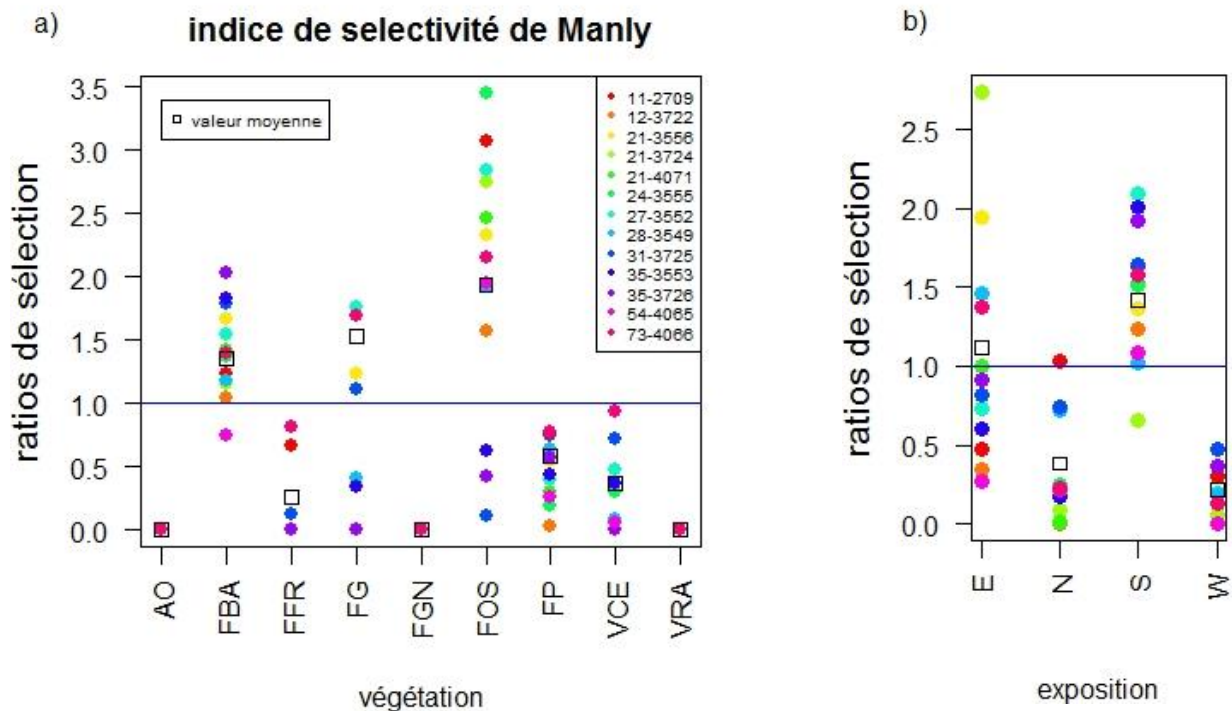 a)
indice de selectivité de Manly
ratios de sélection
3.5
3.0
2.5
2.0
1.5
1.0
0.5
0.0
valeur moyenne
11-2709
12-3722
21-3556
21-3724
21-4071
24-3555
27-3552
28-3549
31-3725
35-3553
35-3726
54-4065
73-4066
AO
FBA
FFR
FG
FGN
FOS
FP
VCE
VRA
végétation
b)
ratios de sélection
2.5
2.0
1.5
1.0
0.5
0.0
E
N
S
W
exposition